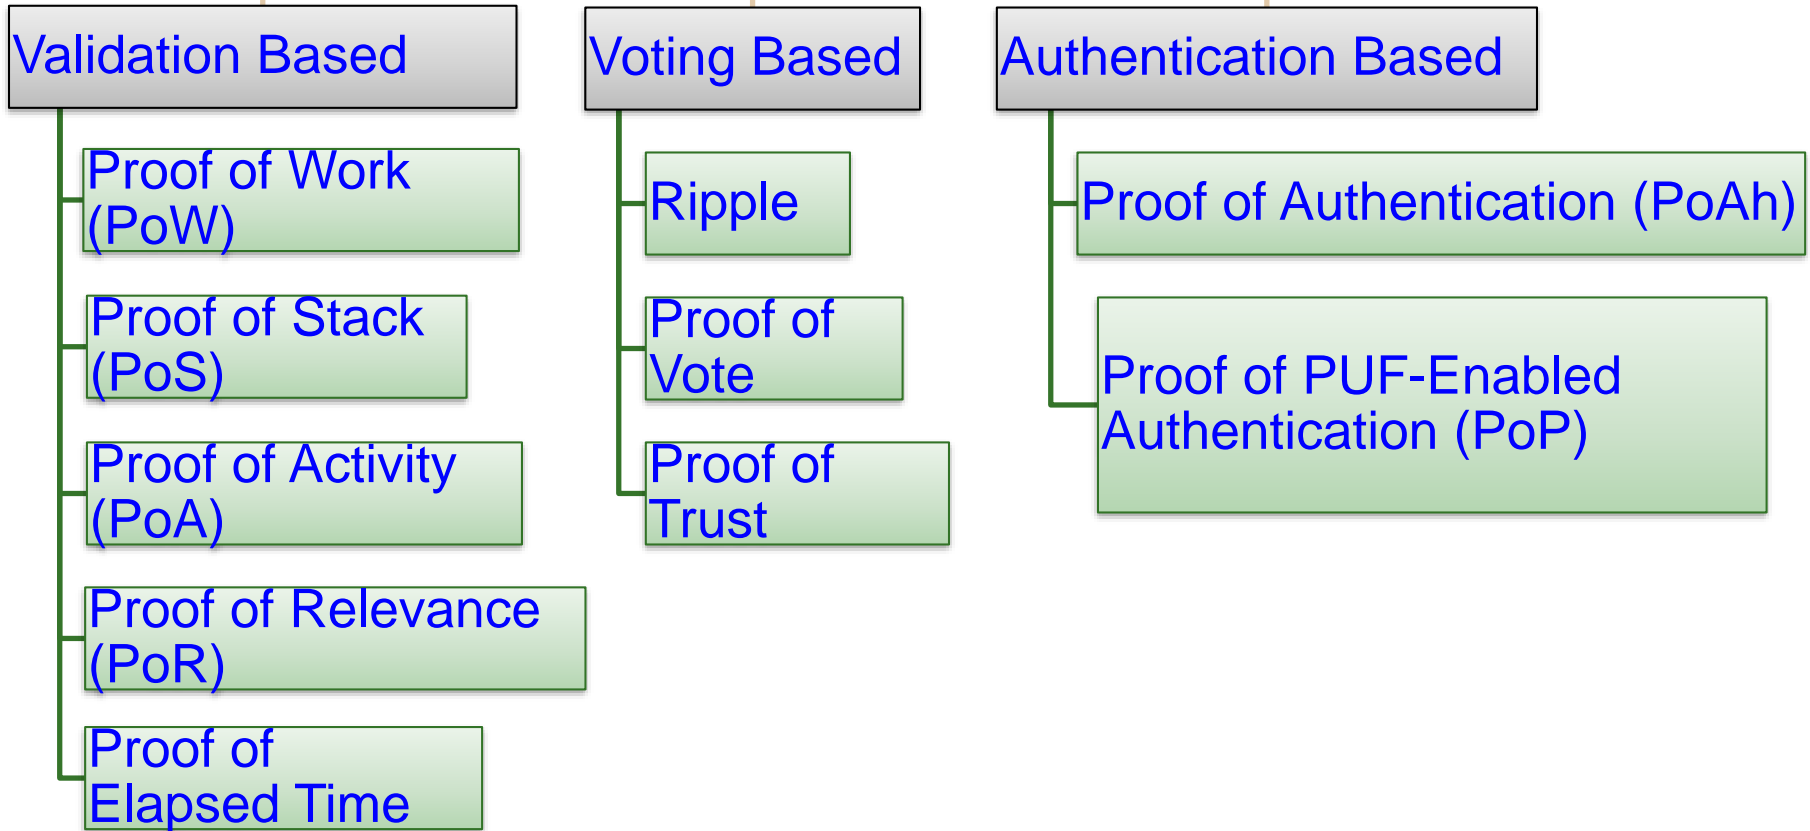 Validation Based
Proof of Work
(PoW)
Proof of Stack
(PoS)
Proof of Activity
(PoA)
Proof of Relevance
(PoR)
Proof of
Elapsed Time
Voting Based
Ripple
Proof of
Vote
Proof of
Trust
Authentication Based
Proof of Authentication (PoAh)
Proof of PUF-Enabled
Authentication (PoP)